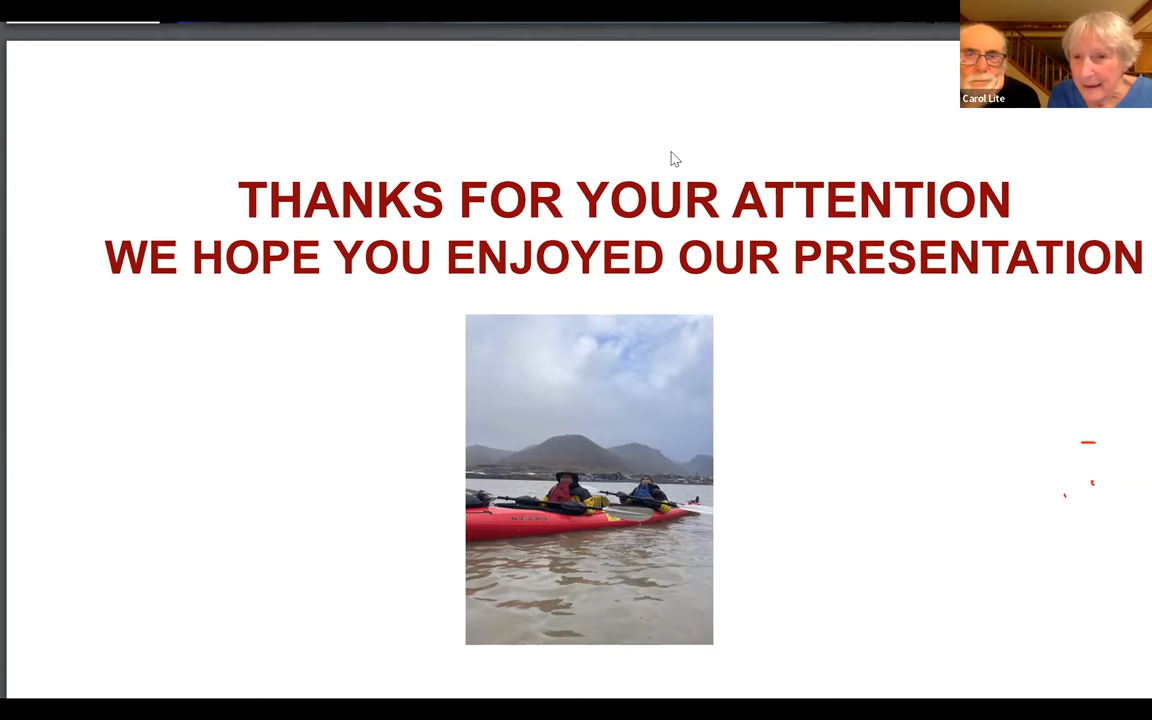 Carol Lite
THANKS FOR YOUR ATTENTION
WE HOPE YOU ENJOYED OUR PRESENTATION